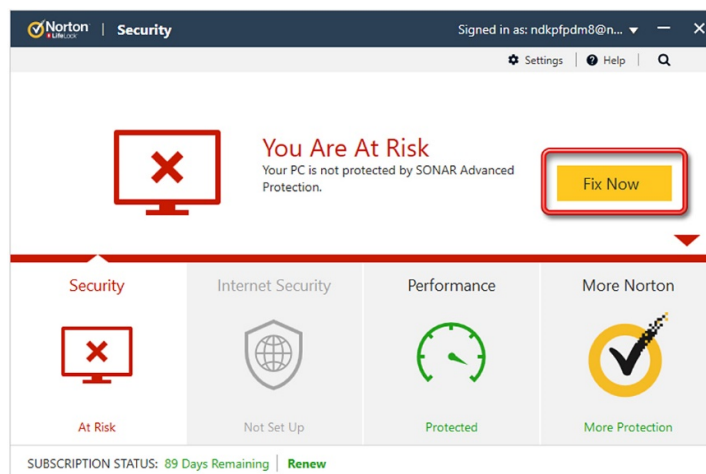 Norton | Security
LifeLock
Signed in as: ndkpfpdm8@n...
Settings | Help |
You Are At Risk
Your PC is not protected by SONAR Advanced
Protection.
Fix Now
Security
Internet Security
Performance
More Norton
At Risk
Not Set Up
Protected
More Protection
SUBSCRIPTION STATUS: 89 Days Remaining | Renew